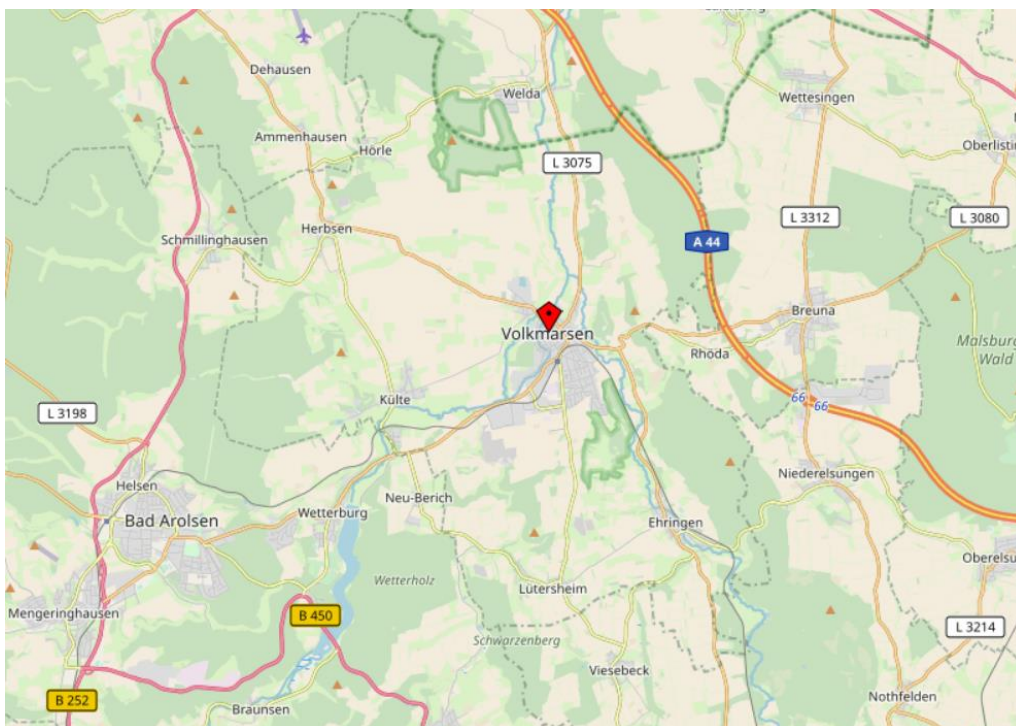 Dehausen
Welda
Wettesingen
Ammenhausen
Hörle
L 3075
Oberlistin
L 3312
L 3080
Herbsen
Schmillinghausen
A 44
Breuna
Volkmarsen
Rhöda
Malsburg
Wald
Külte
66 66
L 3198
Helsen
Niederelsungen
Neu-Berich
Bad Arolsen
Wetterburg
Ehringen
Oberelsu
Wetterholz
Lütersheim
Mengeringhausen
B 450
L 3214
Schwarzenberg
Viesebeck
B 252
Nothfelden
Braunsen